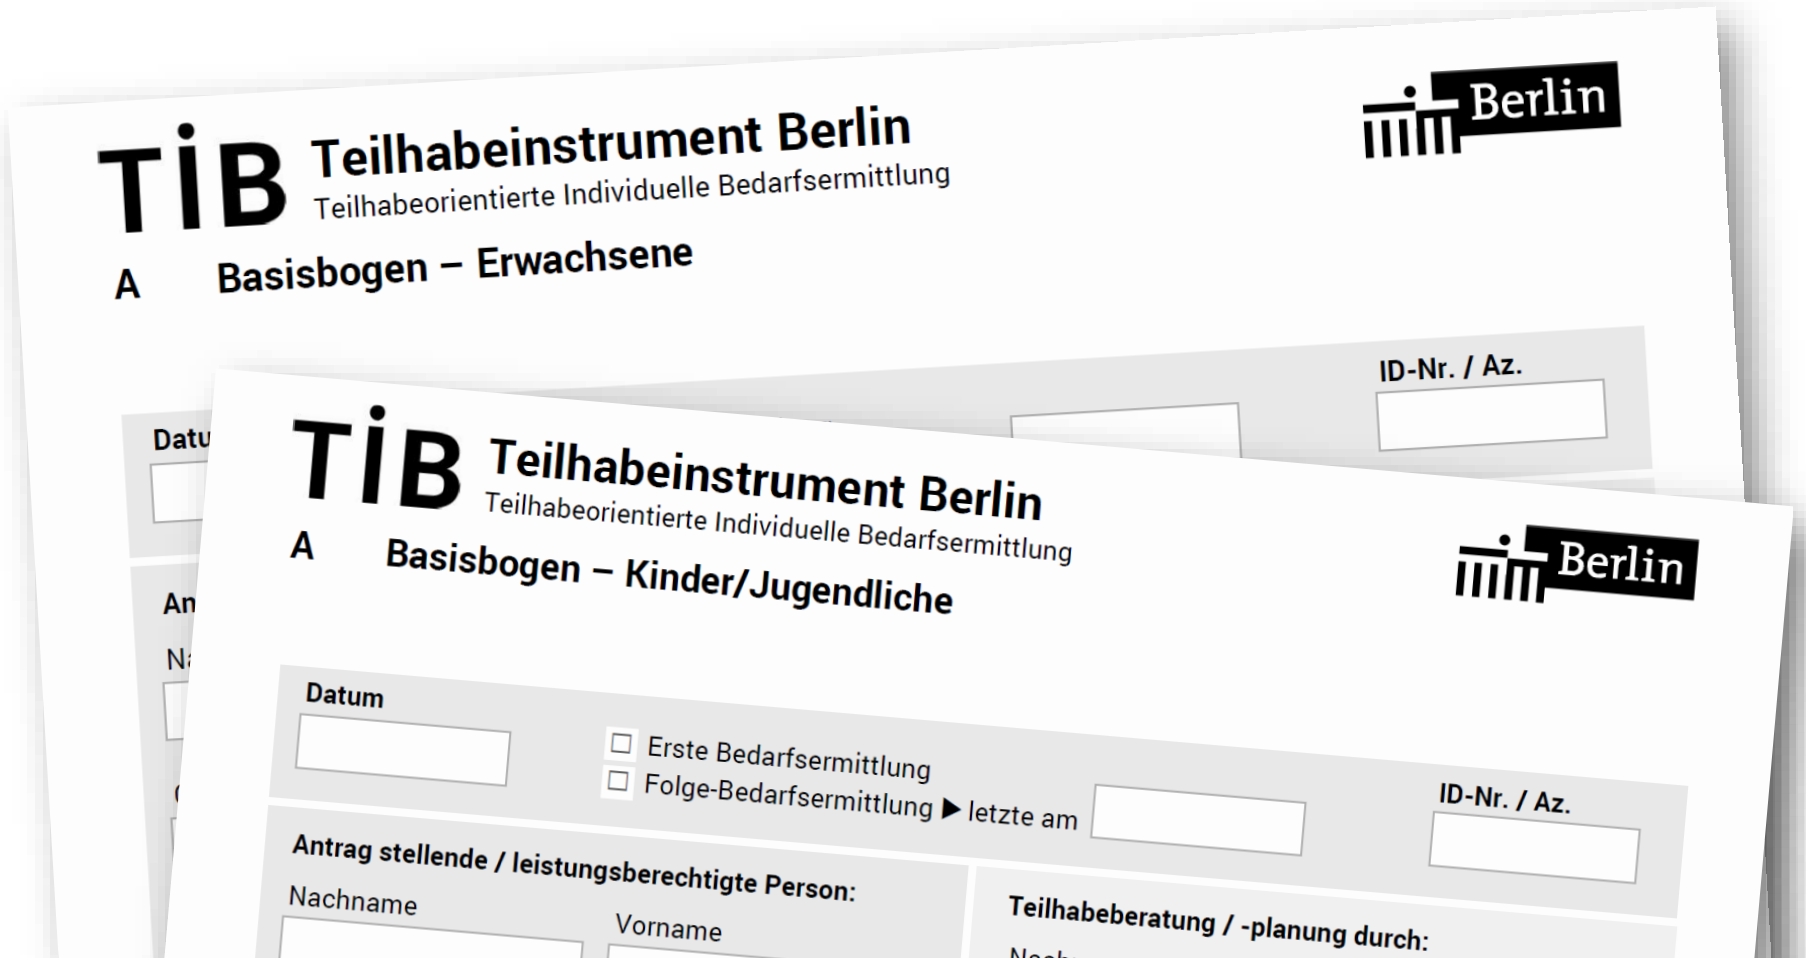 TİB Teilhabeinstrument Berlin
Teilhabeorientierte Individuelle Bedarfsermittlung
Berlin
A Basisbogen – Erwachsene
ID-Nr. / Az.
TİB Teilhabeinstrument Berlin
Teilhabeorientierte Individuelle Bedarfsermittlung
Berlin
A Basisbogen – Kinder/Jugendliche
Datum
☐ Erste Bedarfsermittlung
☐ Folge-Bedarfsermittlung ▶ letzte am
ID-Nr. / Az.
Antrag stellende / leistungsberechtigte Person:
Nachname
Vorname
Teilhabeberatung / -planung durch: